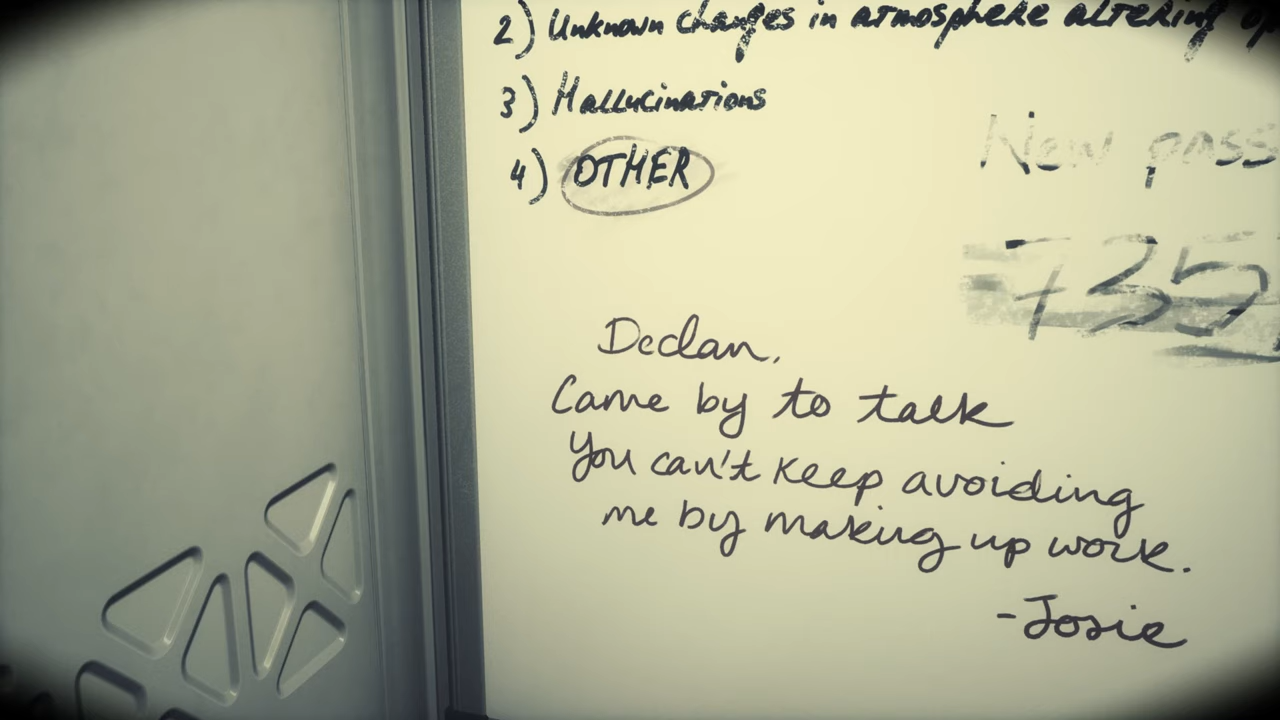 2) Unknown changes in atmosphere altering
3) Hallucinations
4) OTHER
New
735
Declan,
Came by to talk
You can't keep avoiding
me by making up work.
-Josie